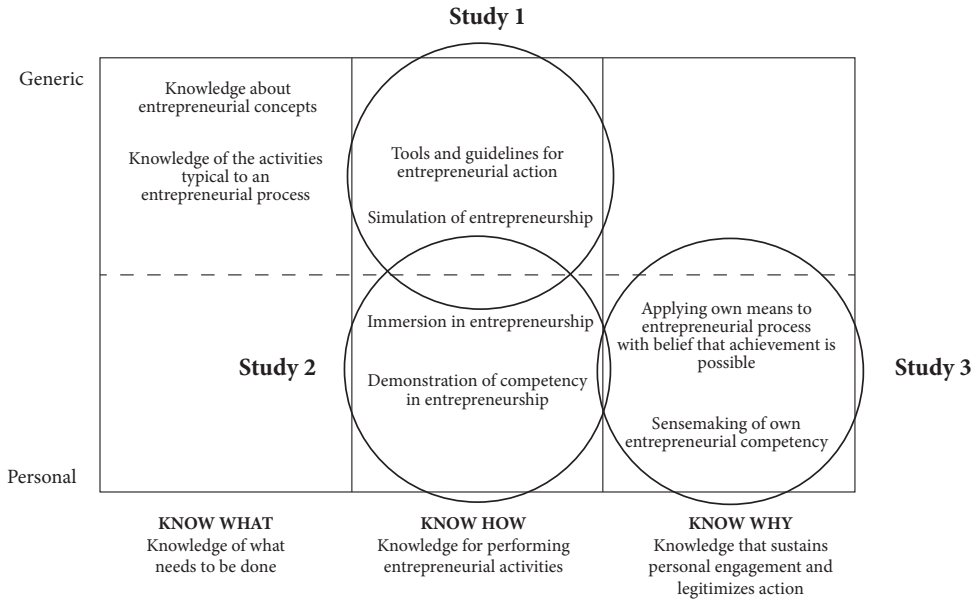 Study 1
Generic
Knowledge about
entrepreneurial concepts
Knowledge of the activities
typical to an
entrepreneurial process
Tools and guidelines for
entrepreneurial action
Simulation of entrepreneurship
Immersion in entrepreneurship
Demonstration of competency
in entrepreneurship
Applying own means to
entrepreneurial process
with belief that achievement is
possible
Sensemaking of own
entrepreneurial competency
Study 2
Study 3
Personal
KNOW WHAT
Knowledge of what
needs to be done
KNOW HOW
Knowledge for performing
entrepreneurial activities
KNOW WHY
Knowledge that sustains
personal engagement and
legitimizes action